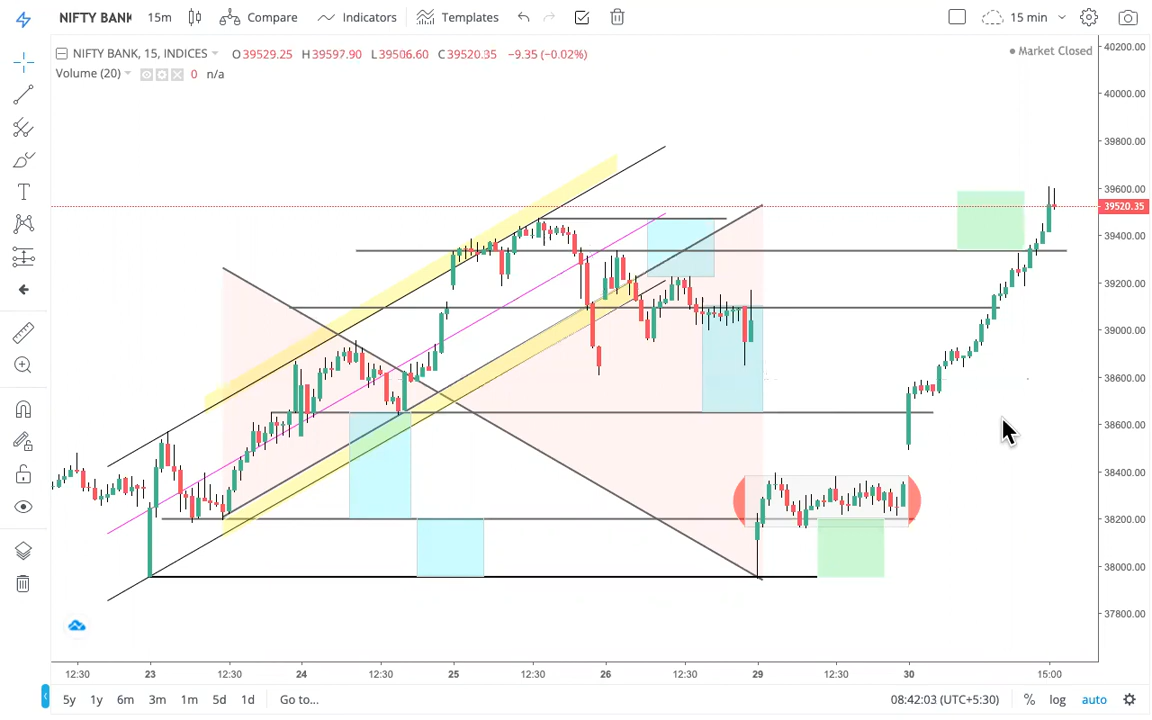 NIFTY BANK 15m Compare Indicators Templates 15 min
NIFTY BANK, 15, INDICES O39529.25 H39597.90 L39506.60 C39520.35 −9.35 (−0.02%)
Market Closed
Volume (20) 0 n/a
40200.00
40000.00
39800.00
39600.00
39520.35
39400.00
39200.00
39000.00
38800.00
38600.00
38400.00
38200.00
38000.00
37800.00
12:30 23 12:30 24 12:30 25 12:30 26 12:30 29 12:30 30 15:00
5y 1y 6m 3m 1m 5d 1d Go to... 08:42:03 (UTC+5:30) % log auto